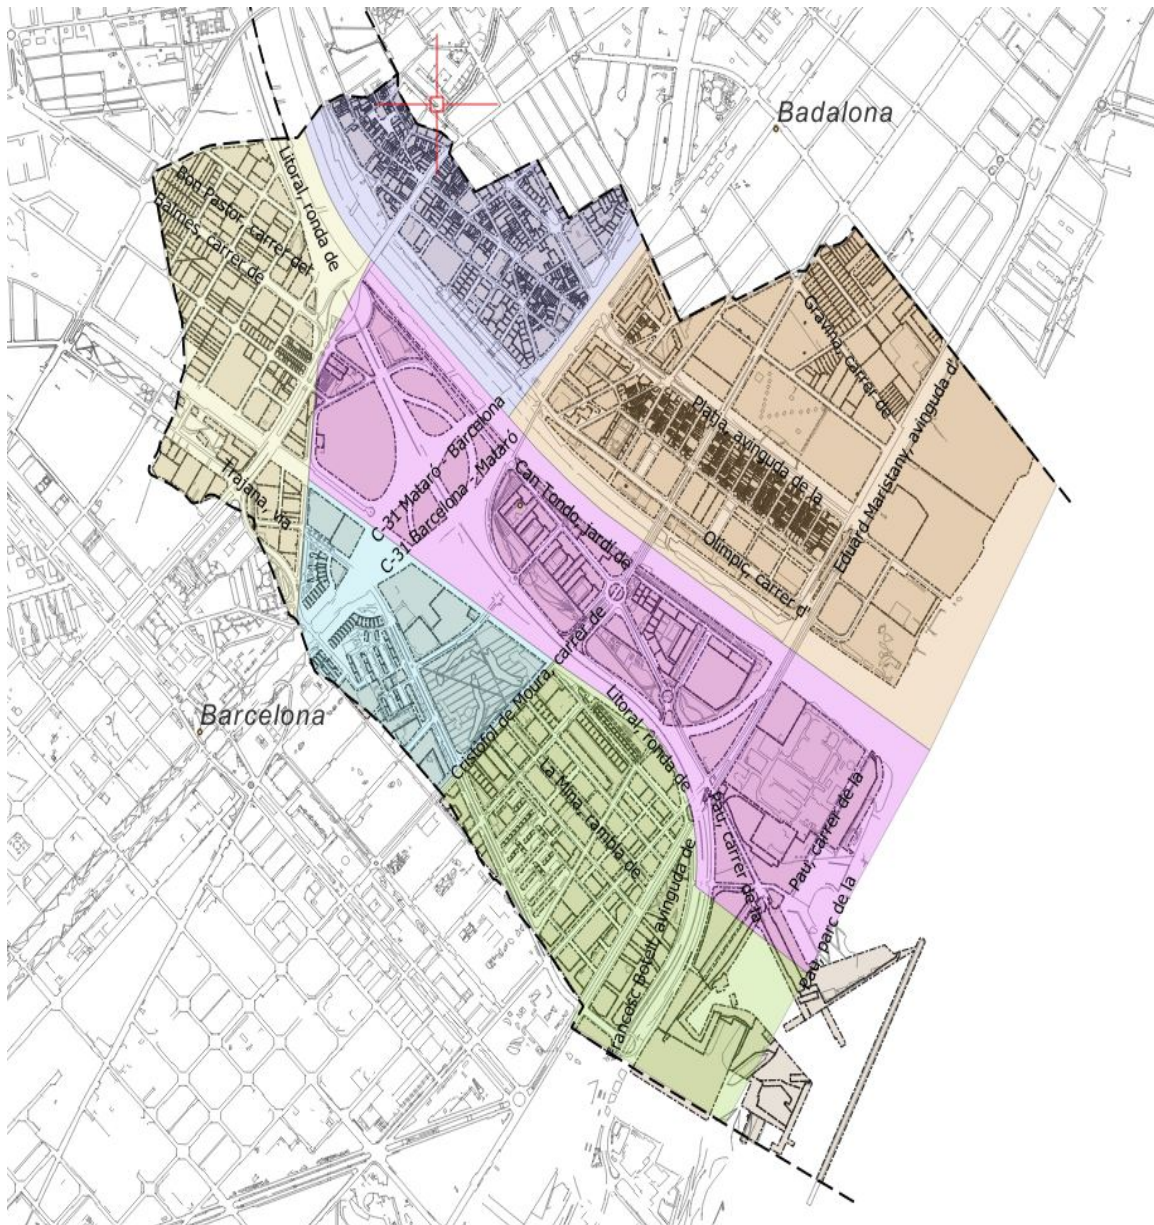 Badalona
Litoral, ronda de
Bon Pastor, carrer del
Balmes, carrer de
Gravina, carrer de
Platja, avinguda de la
Eduard Maristany, avinguda d'
C-31 Mataró - Barcelona
C-31 Barcelona - Mataró
Trajana, via
Can Tondo, jardí de
Olímpic, carrer d'
Cristòfol de Moura, carrer de
Barcelona
Litoral, ronda de
La Mina, rambla de
Pau, carrer de la
Pau, carrer de la
Francesc Botell, avinguda de
Pau, parc de la